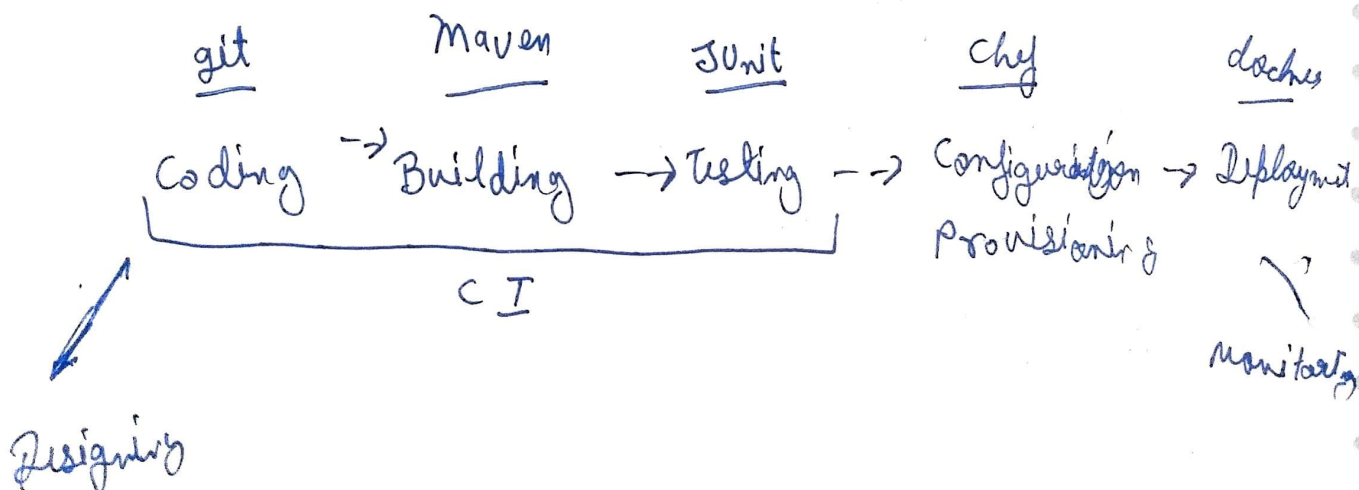 git Maven JUnit Chef docker
Coding -> Building -> Testing --> Configuration -> Deployment
Provisioning
CI
Monitoring
Designing